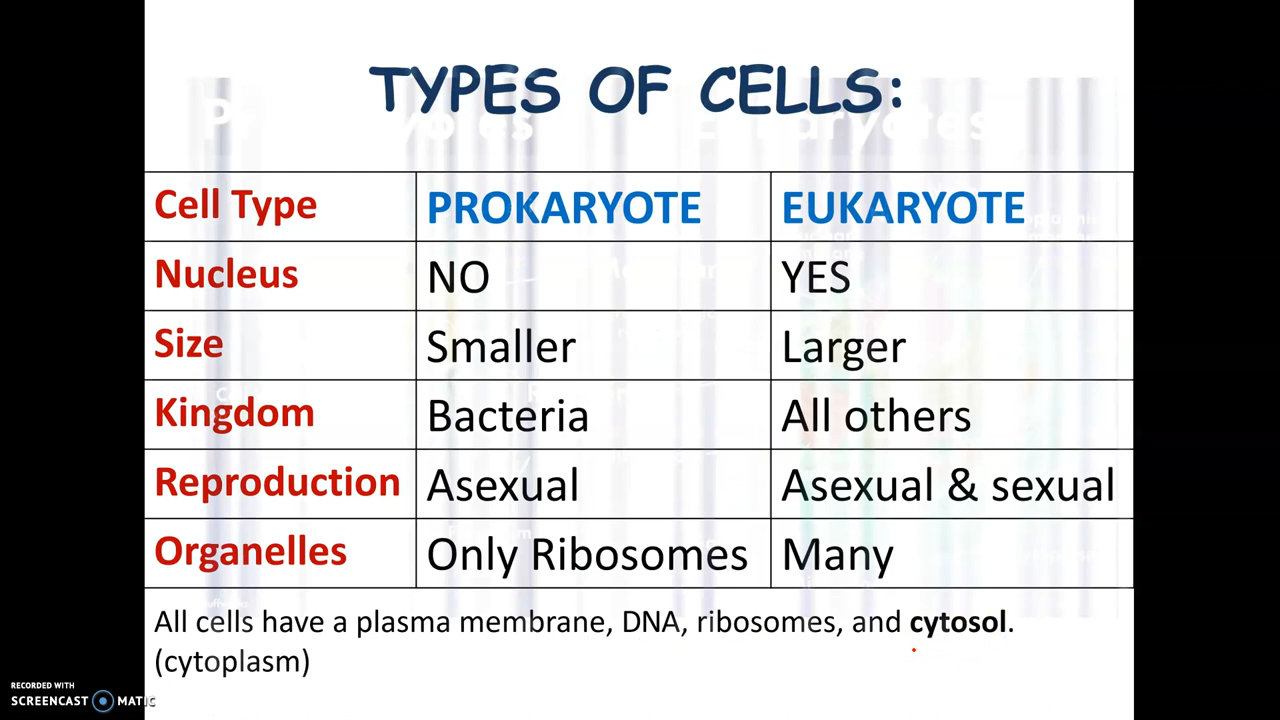 TYPES OF CELLS:
Cell Type PROKARYOTE EUKARYOTE
Nucleus NO YES
Size Smaller Larger
Kingdom Bacteria All others
Reproduction Asexual Asexual & sexual
Organelles Only Ribosomes Many
All cells have a plasma membrane, DNA, ribosomes, and cytosol.
(cytoplasm)
RECORDED WITH
SCREENCAST MATIC